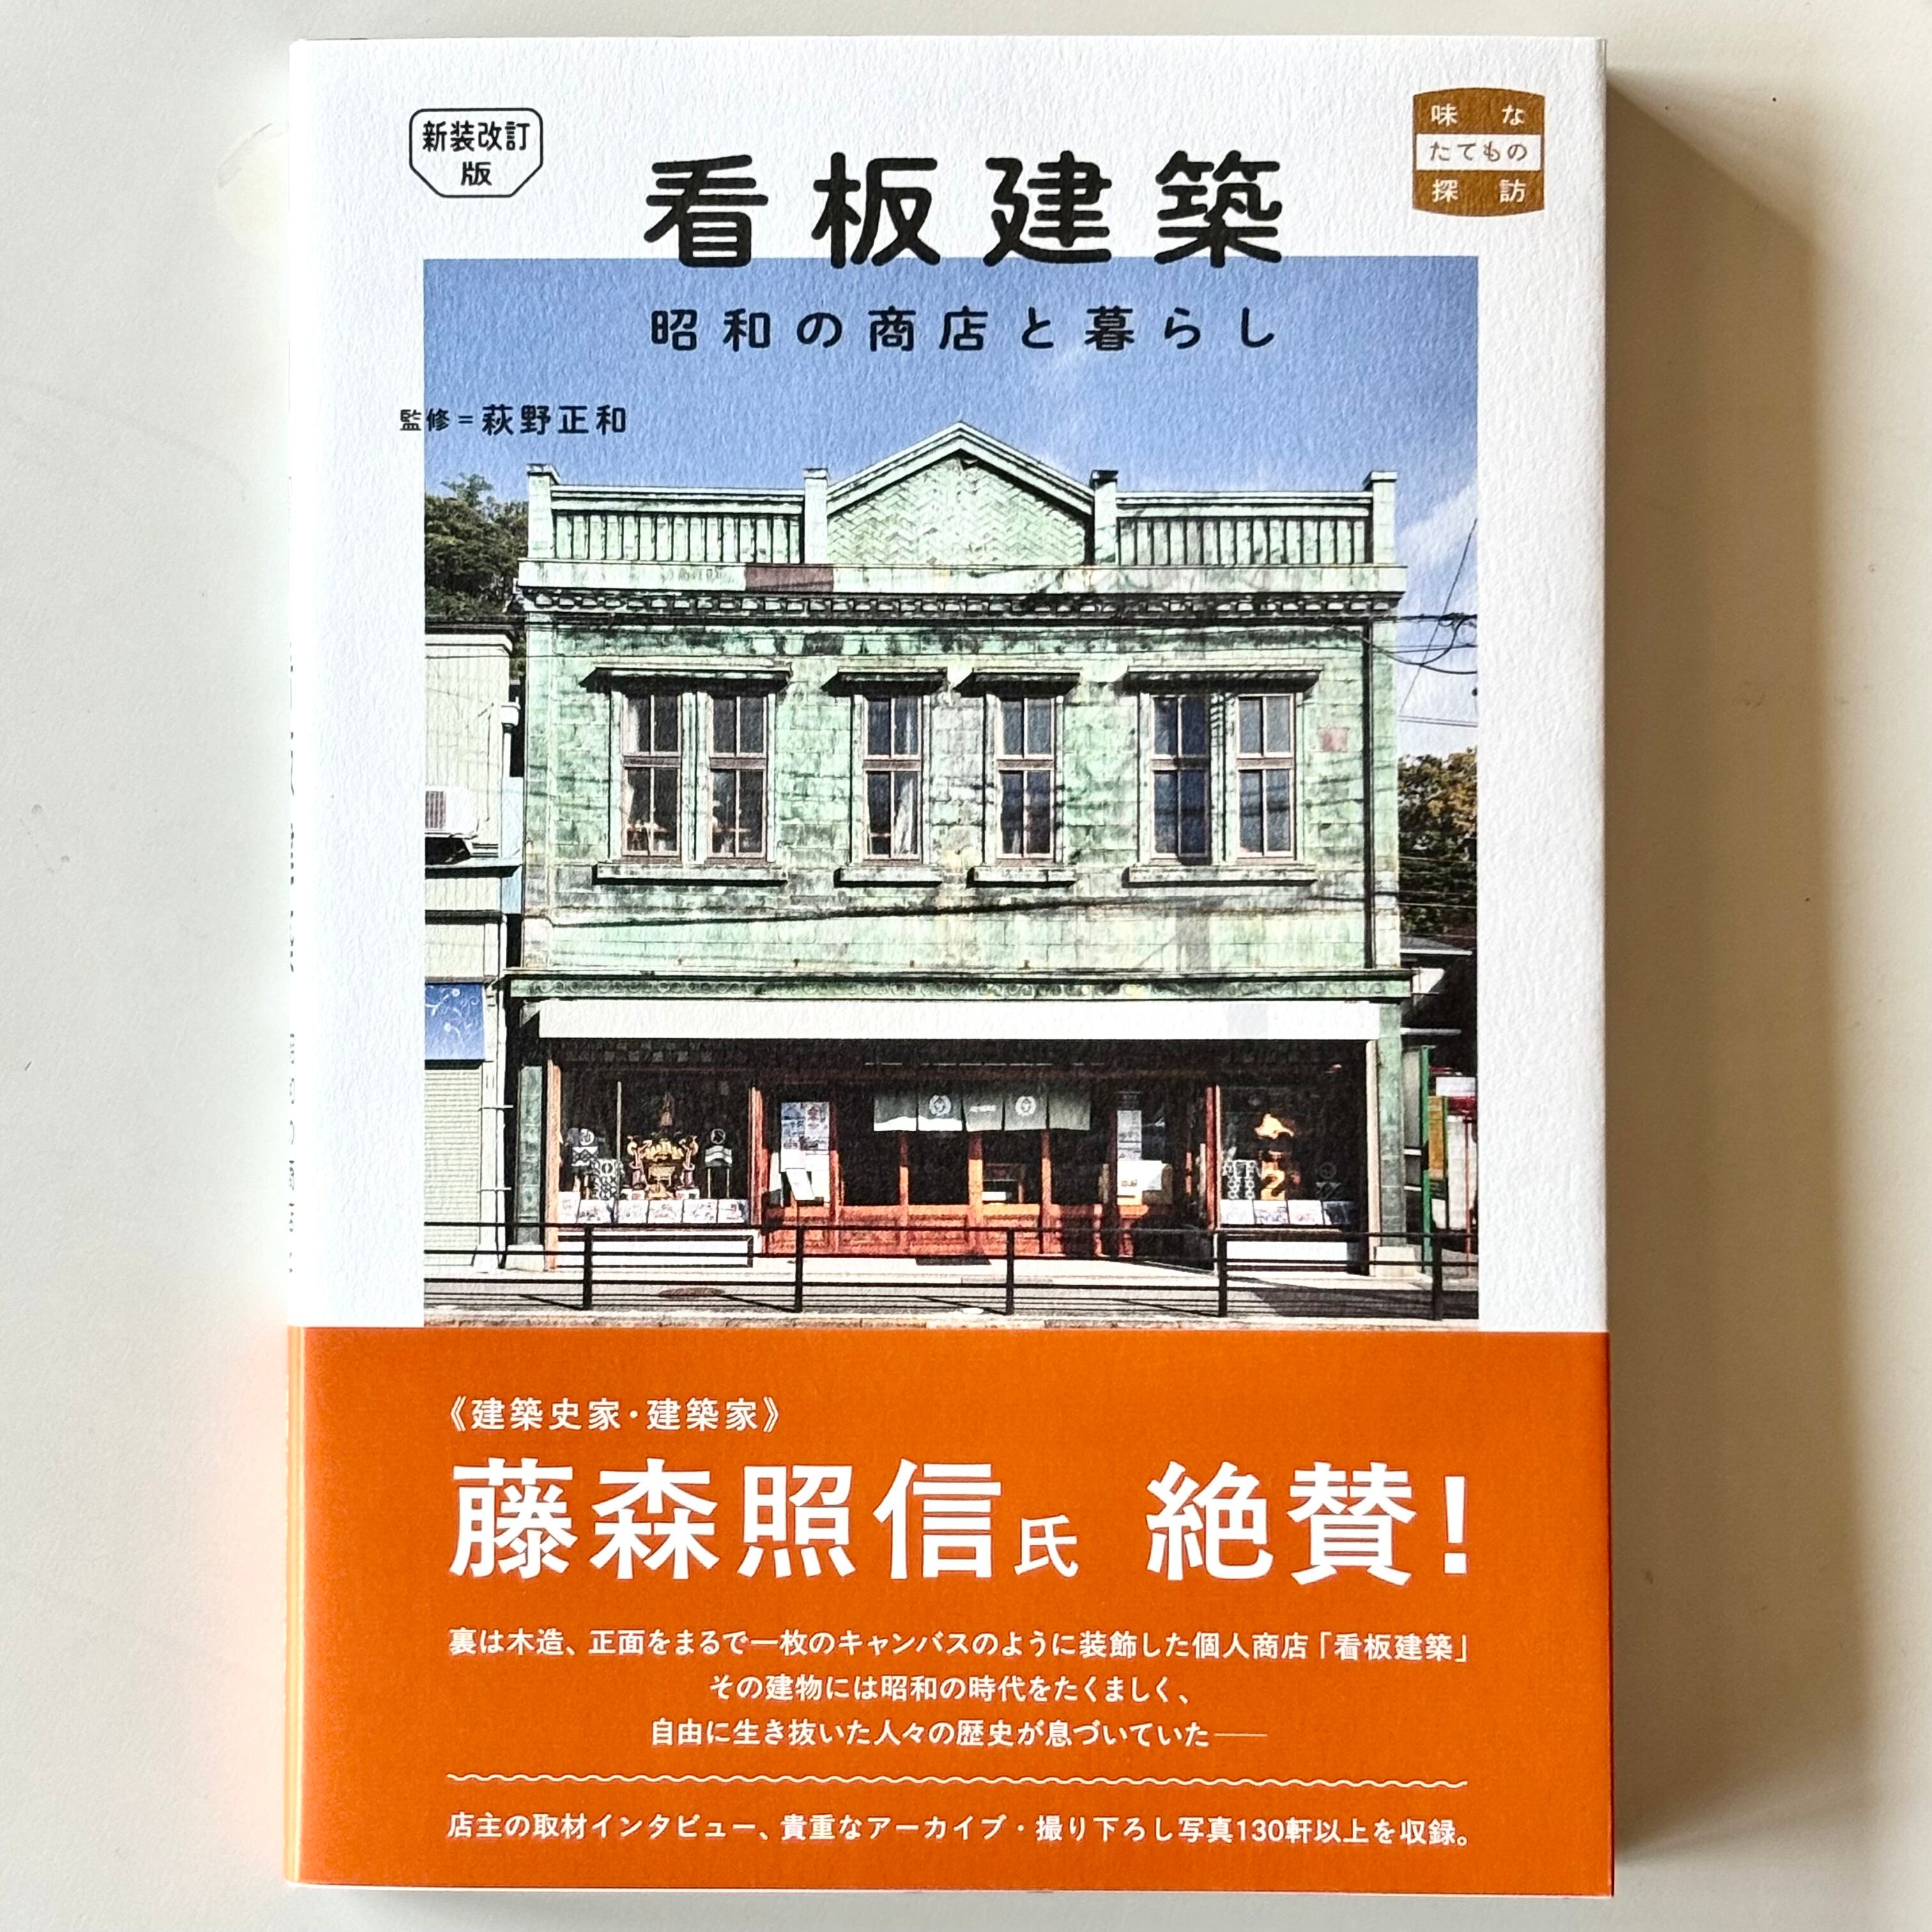 新装改訂
版
味な
たてもの
探訪
看板建築
昭和の商店と暮らし
監修=萩野正和
《建築史家・建築家》
藤森照信氏 絶賛!
裏は木造、正面をまるで一枚のキャンバスのように装飾した個人商店「看板建築」
その建物には昭和の時代をたくましく、
自由に生き抜いた人々の歴史が息づいていた——
店主の取材インタビュー、貴重なアーカイブ・撮り下ろし写真130軒以上を収録。